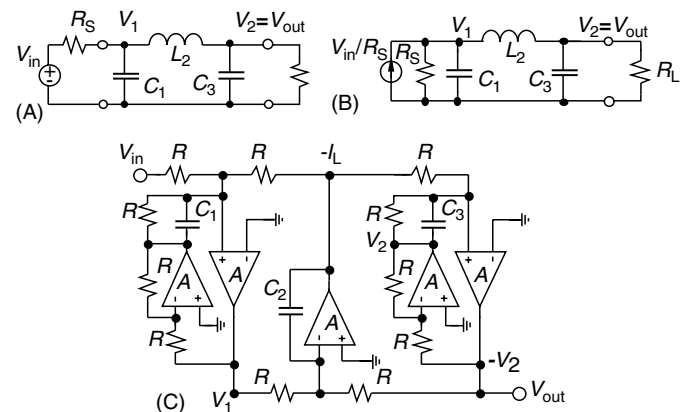 R_S V_1 V_2=V_out
V_in L_2
C_1 C_3
(A)
V_in/R_S R_S V_1 V_2=V_out
L_2
C_1 C_3 R_L
(B)
V_in R R -I_L R
R C_1 R C_3
+ - V_2 + -
R A A C_2 A R A A
- + - + - +
R R -V_2
V_1 R R V_out
(C)